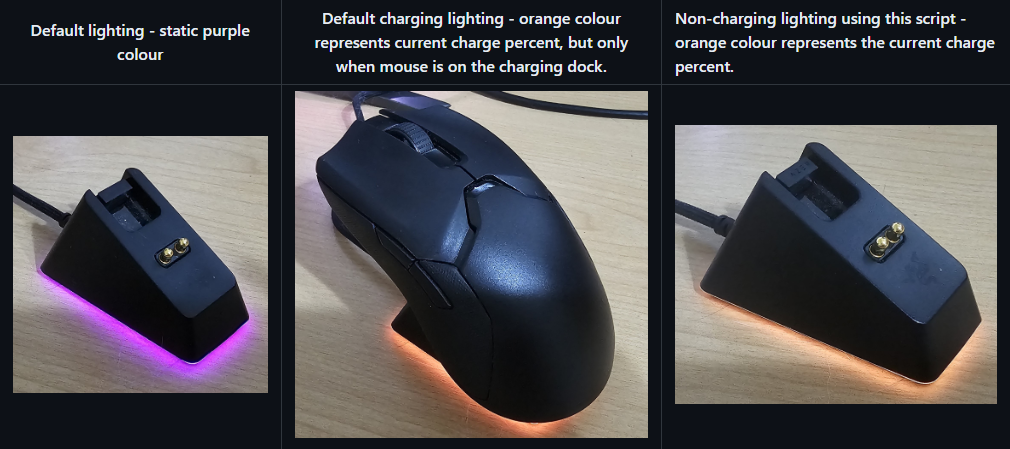 Default lighting - static purple
colour
Default charging lighting - orange colour
represents current charge percent, but only
when mouse is on the charging dock.
Non-charging lighting using this script -
orange colour represents the current charge
percent.